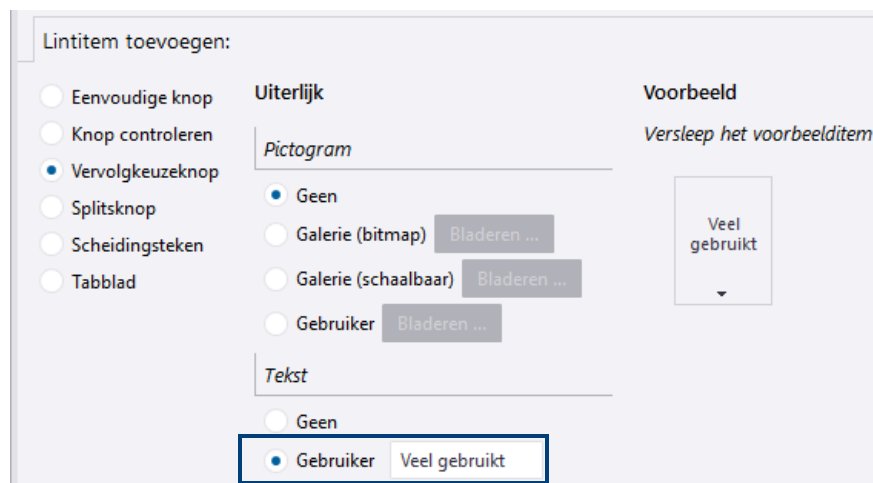 Lintitem toevoegen:
Eenvoudige knop
Knop controleren
Vervolgkeuzeknop
Splitsknop
Scheidingsteken
Tabblad
Uiterlijk
Pictogram
Geen
Galerie (bitmap) Bladeren ...
Galerie (schaalbaar) Bladeren ...
Gebruiker Bladeren ...
Tekst
Geen
Gebruiker Veel gebruikt
Voorbeeld
Versleep het voorbeelditem
Veel
gebruikt